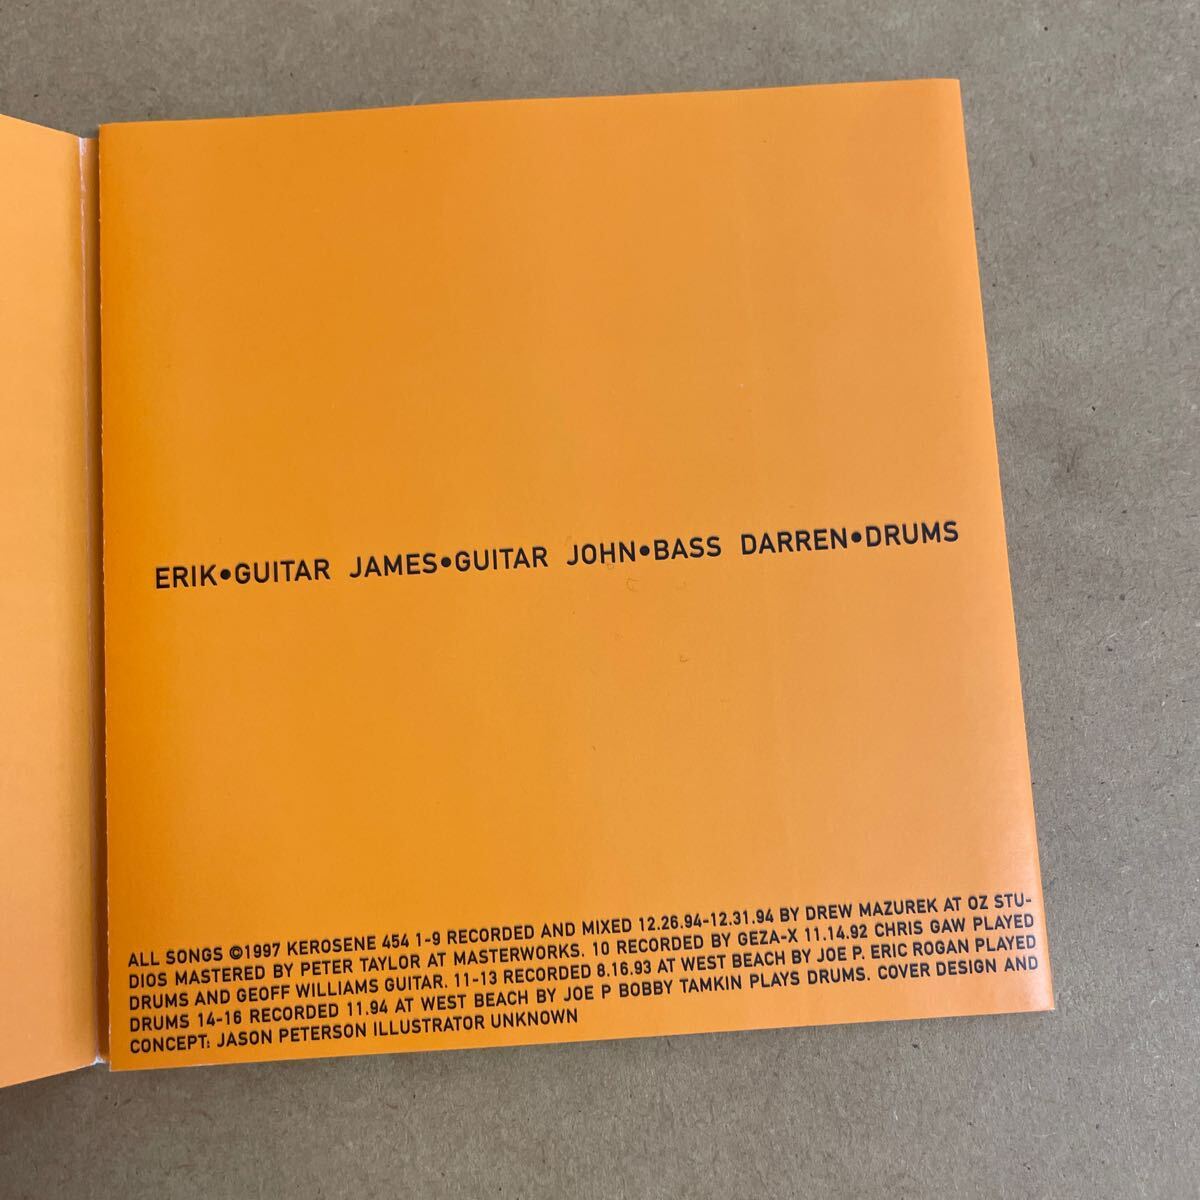 ERIK•GUITAR JAMES•GUITAR JOHN•BASS DARREN•DRUMS
ALL SONGS ©1997 KEROSENE 454 1-9 RECORDED AND MIXED 12.26.94-12.31.94 BY DREW MAZUREK AT OZ STU-
DIOS MASTERED BY PETER TAYLOR AT MASTERWORKS. 10 RECORDED BY GEZA-X 11.14.92 CHRIS GAW PLAYED
DRUMS AND GEOFF WILLIAMS GUITAR. 11-13 RECORDED 8.16.93 AT WEST BEACH BY JOE P. ERIC ROGAN PLAYED
DRUMS 14-16 RECORDED 11.94 AT WEST BEACH BY JOE P BOBBY TAMKIN PLAYS DRUMS. COVER DESIGN AND
CONCEPT: JASON PETERSON ILLUSTRATOR UNKNOWN